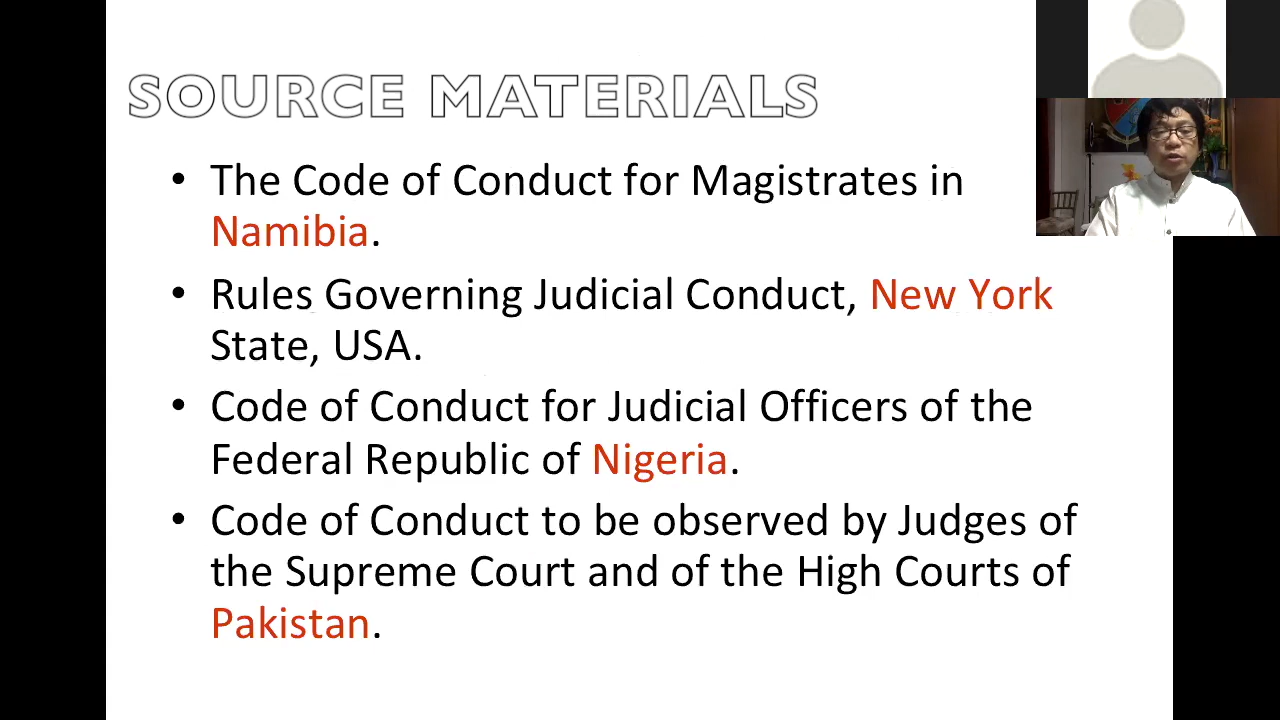 SOURCE MATERIALS
• The Code of Conduct for Magistrates in
Namibia.
• Rules Governing Judicial Conduct, New York
State, USA.
• Code of Conduct for Judicial Officers of the
Federal Republic of Nigeria.
• Code of Conduct to be observed by Judges of
the Supreme Court and of the High Courts of
Pakistan.